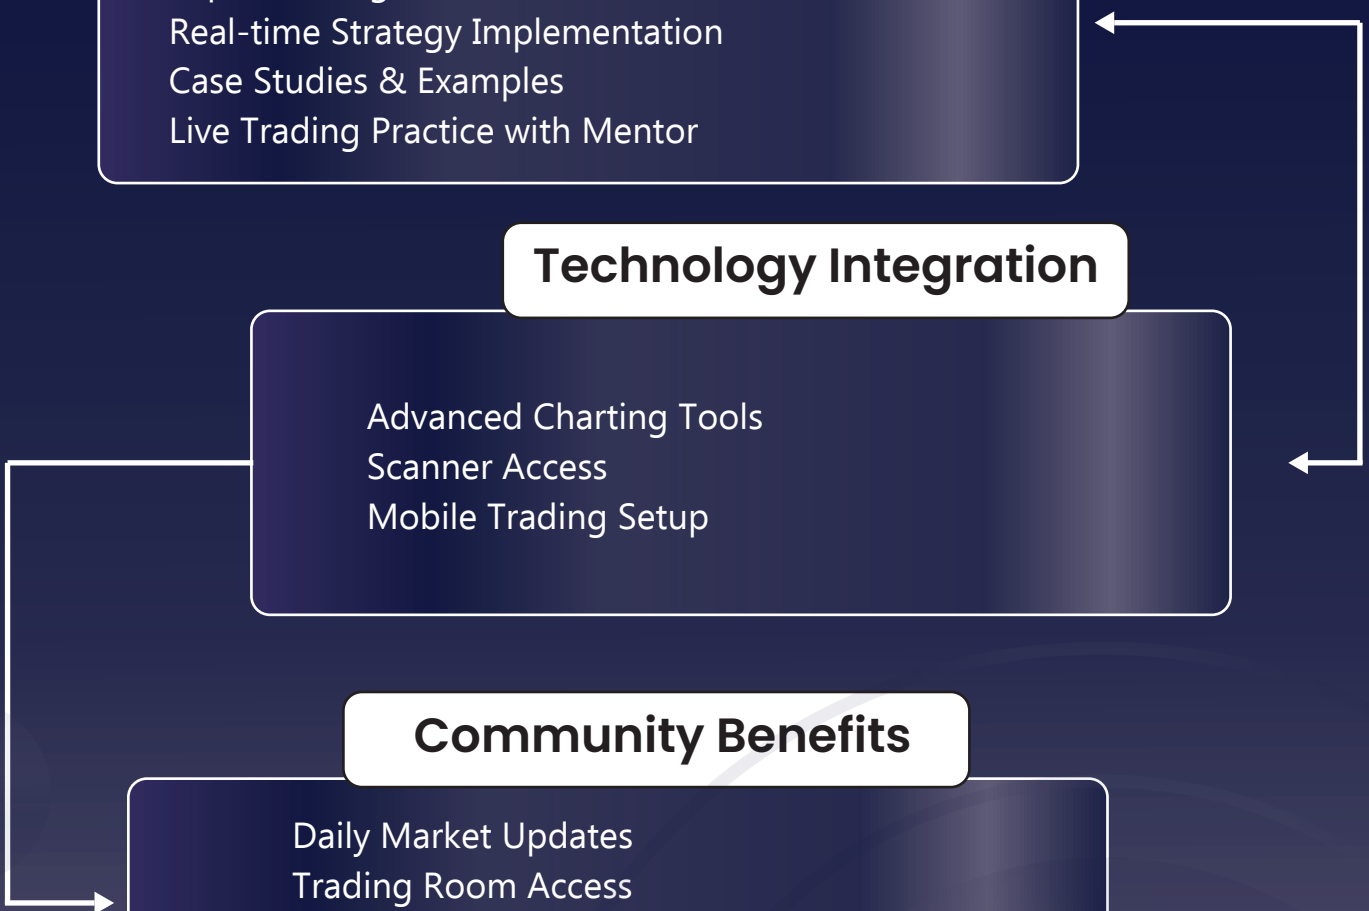 Real-time Strategy Implementation
Case Studies & Examples
Live Trading Practice with Mentor
Technology Integration
Advanced Charting Tools
Scanner Access
Mobile Trading Setup
Community Benefits
Daily Market Updates
Trading Room Access